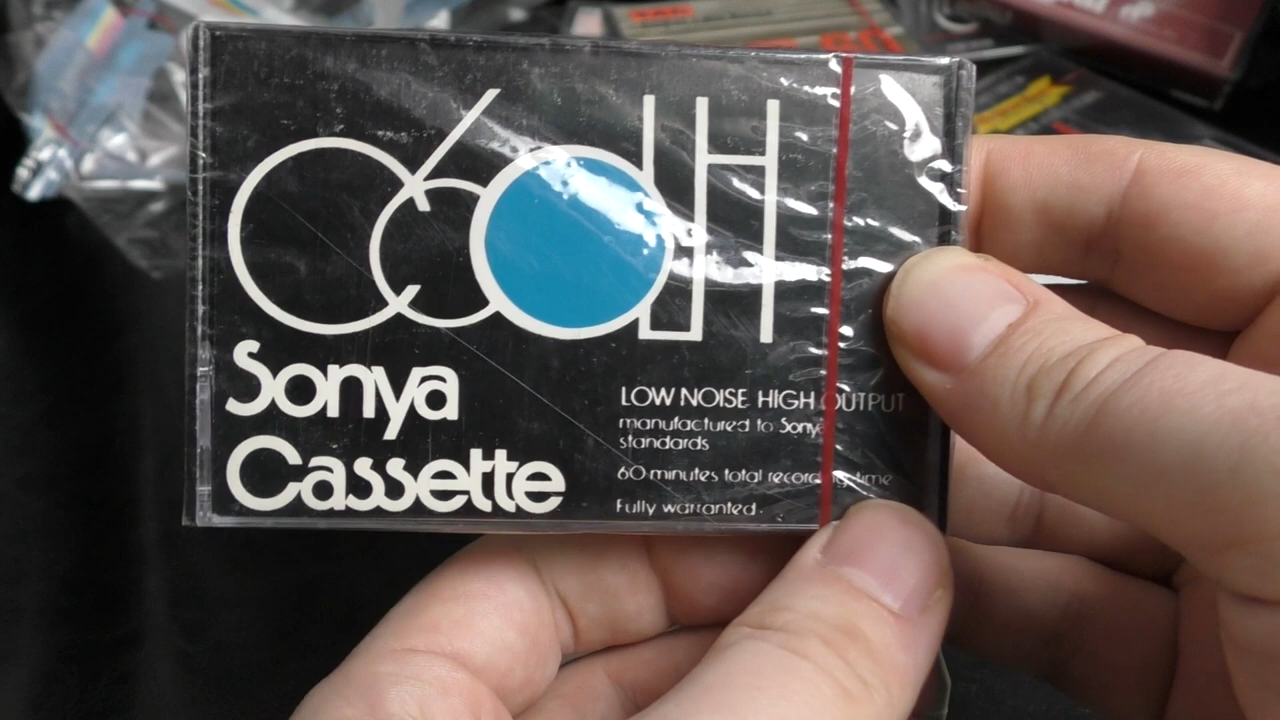 C60LH
Sonya
Cassette
LOW NOISE HIGH OUTPUT
manufactured to Sonya
standards
60 minutes total recording time
Fully warranted.